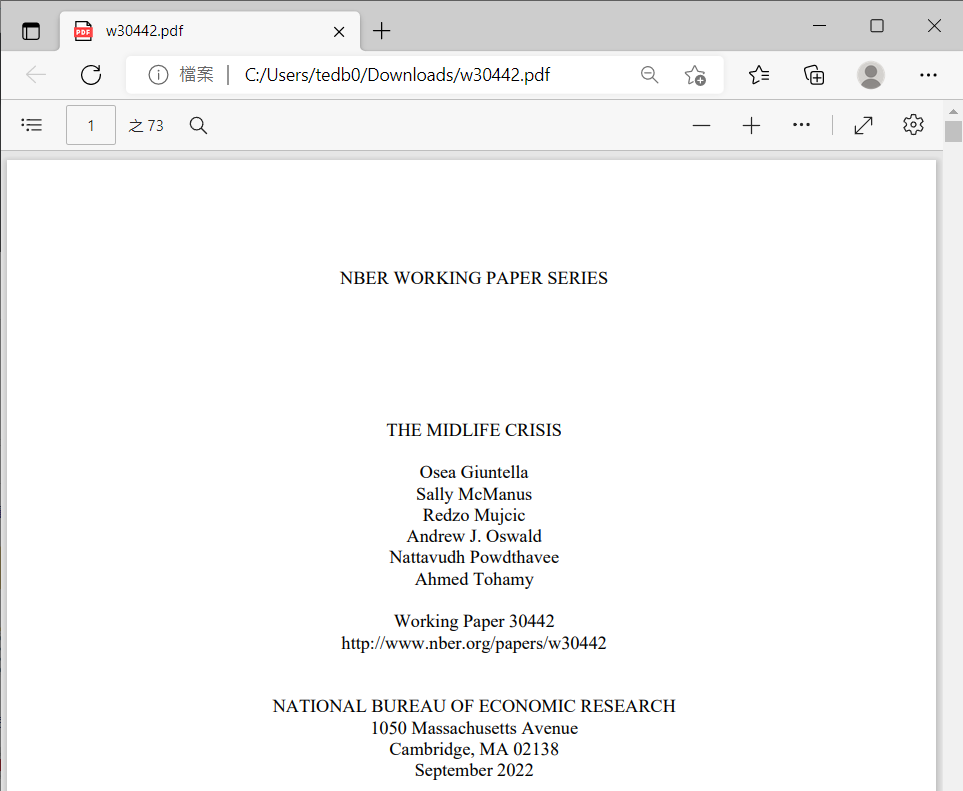 w30442.pdf
檔案 | C:/Users/tedb0/Downloads/w30442.pdf
1 之 73
NBER WORKING PAPER SERIES
THE MIDLIFE CRISIS
Osea Giuntella
Sally McManus
Redzo Mujcic
Andrew J. Oswald
Nattavudh Powdthavee
Ahmed Tohamy
Working Paper 30442
http://www.nber.org/papers/w30442
NATIONAL BUREAU OF ECONOMIC RESEARCH
1050 Massachusetts Avenue
Cambridge, MA 02138
September 2022